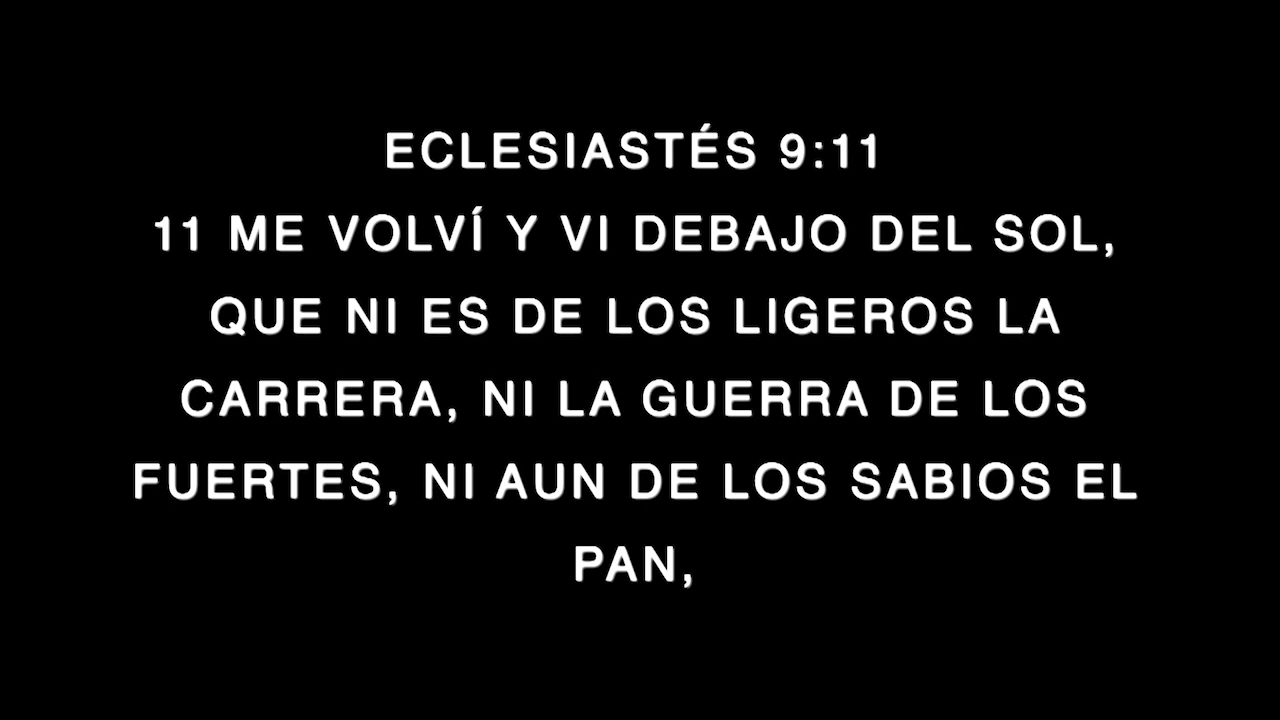 ECLESIASTÉS 9:11
11 ME VOLVÍ Y VI DEBAJO DEL SOL,
QUE NI ES DE LOS LIGEROS LA
CARRERA, NI LA GUERRA DE LOS
FUERTES, NI AUN DE LOS SABIOS EL
PAN,